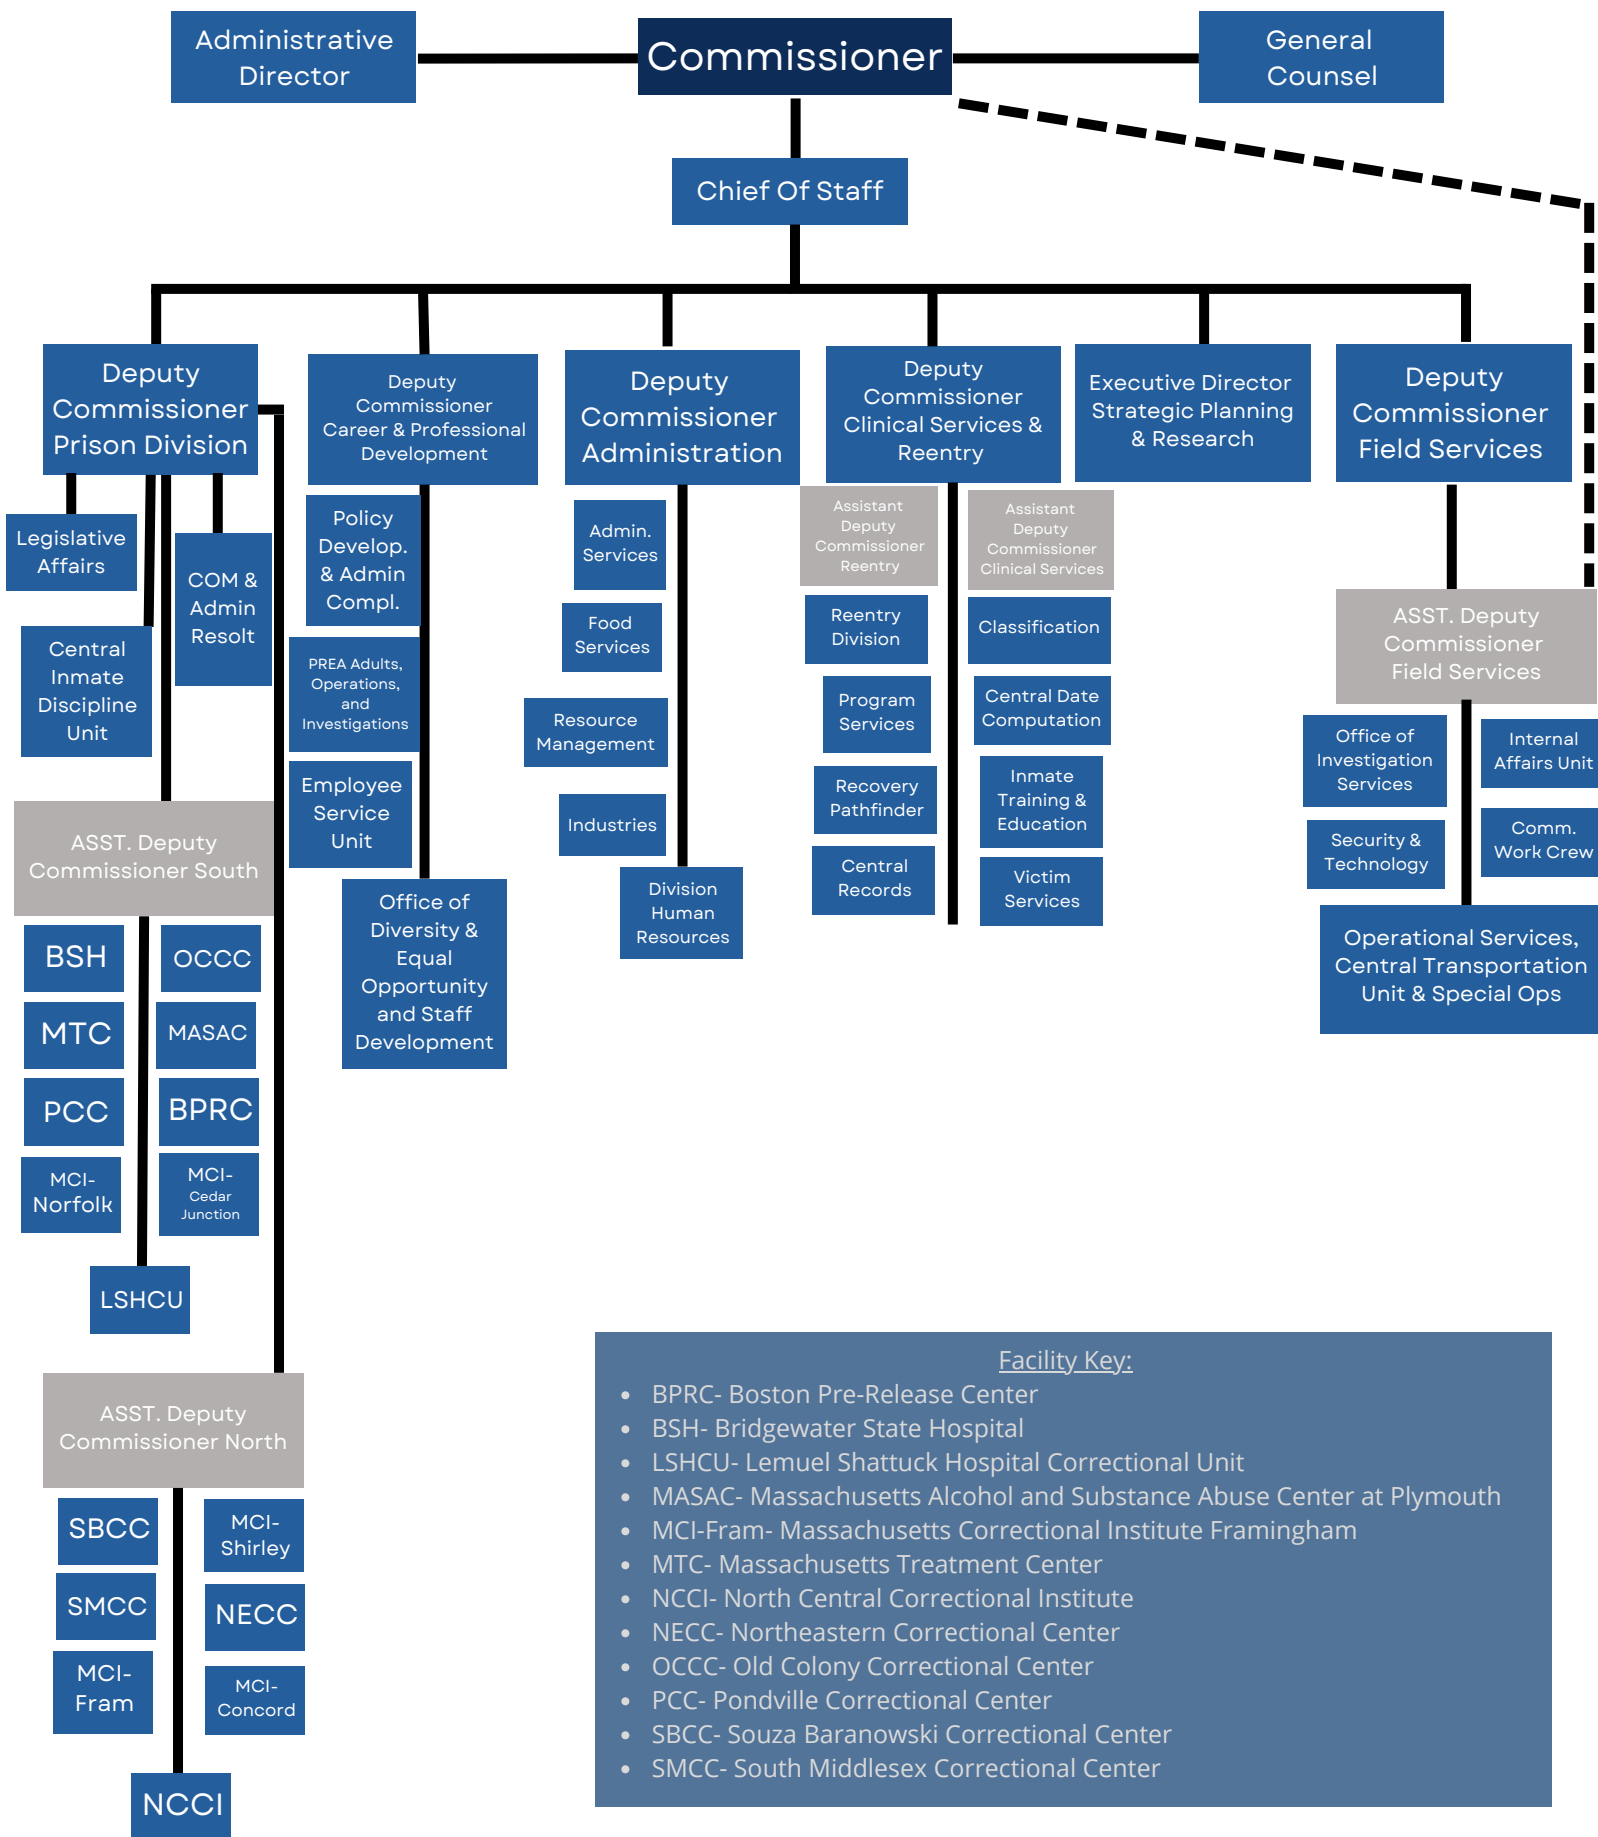 Administrative
Director
Commissioner
General
Counsel
Chief Of Staff
Deputy
Commissioner
Prison Division
Deputy
Commissioner
Career & Professional
Development
Deputy
Commissioner
Administration
Deputy
Commissioner
Clinical Services &
Reentry
Executive Director
Strategic Planning
& Research
Deputy
Commissioner
Field Services
Legislative
Affairs
COM &
Admin
Resolt
Central
Inmate
Discipline
Unit
Policy
Develop.
& Admin
Compl.
PREA Adults,
Operations,
and
Investigations
Employee
Service
Unit
Office of
Diversity &
Equal
Opportunity
and Staff
Development
Admin.
Services
Food
Services
Resource
Management
Industries
Division
Human
Resources
Assistant
Deputy
Commissioner
Reentry
Assistant
Deputy
Commissioner
Clinical Services
Reentry
Division
Classification
Program
Services
Central Date
Computation
Recovery
Pathfinder
Inmate
Training &
Education
Central
Records
Victim
Services
ASST. Deputy
Commissioner
Field Services
Office of
Investigation
Services
Internal
Affairs Unit
Security &
Technology
Comm.
Work Crew
Operational Services,
Central Transportation
Unit & Special Ops
ASST. Deputy
Commissioner South
BSH
OCCC
MTC
MASAC
PCC
BPRC
MCI-
Norfolk
MCI-
Cedar
Junction
LSHCU
ASST. Deputy
Commissioner North
SBCC
MCI-
Shirley
SMCC
NECC
MCI-
Fram
MCI-
Concord
NCCI
Facility Key:
• BPRC- Boston Pre-Release Center
• BSH- Bridgewater State Hospital
• LSHCU- Lemuel Shattuck Hospital Correctional Unit
• MASAC- Massachusetts Alcohol and Substance Abuse Center at Plymouth
• MCI-Fram- Massachusetts Correctional Institute Framingham
• MTC- Massachusetts Treatment Center
• NCCI- North Central Correctional Institute
• NECC- Northeastern Correctional Center
• OCCC- Old Colony Correctional Center
• PCC- Pondville Correctional Center
• SBCC- Souza Baranowski Correctional Center
• SMCC- South Middlesex Correctional Center